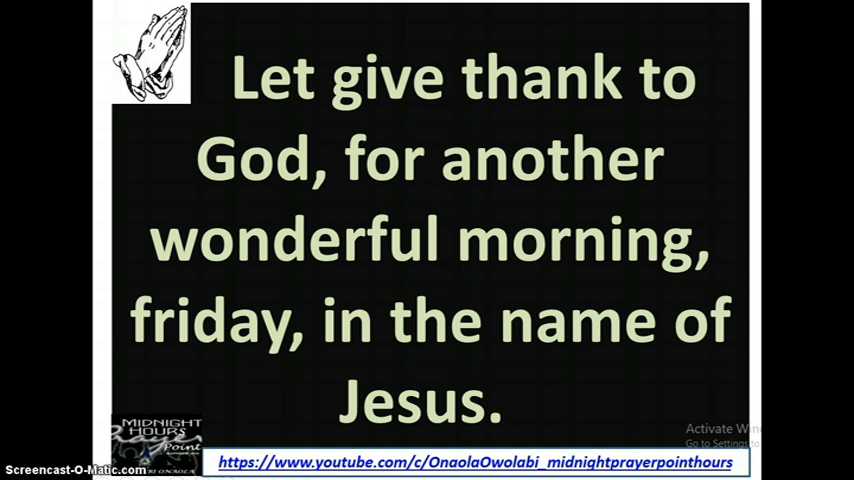 Let give thank to
God, for another
wonderful morning,
friday, in the name of
Jesus.
MIDNIGHT
HOURS
Prayer
Point
Activate Win
Go to Settings to
https://www.youtube.com/c/OnaolaOwolabi_midnightprayerpointhours
Screencast-O-Matic.com